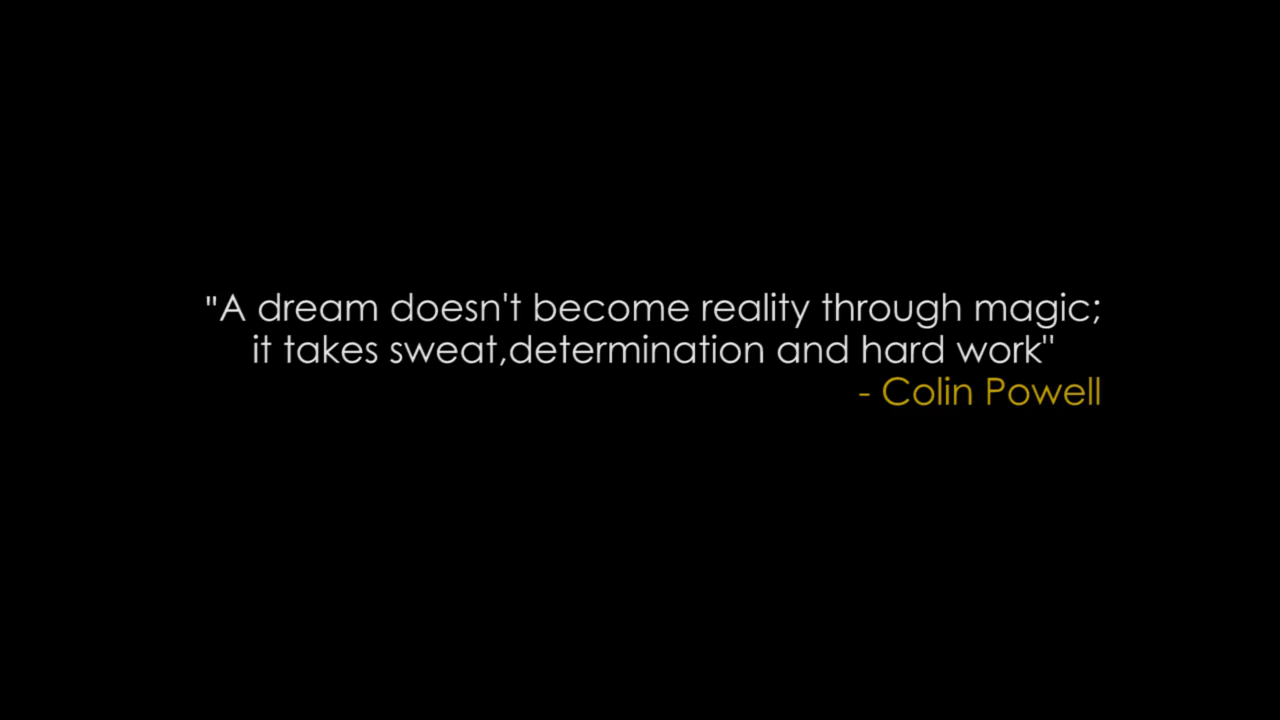 "A dream doesn't become reality through magic;
it takes sweat,determination and hard work"
- Colin Powell